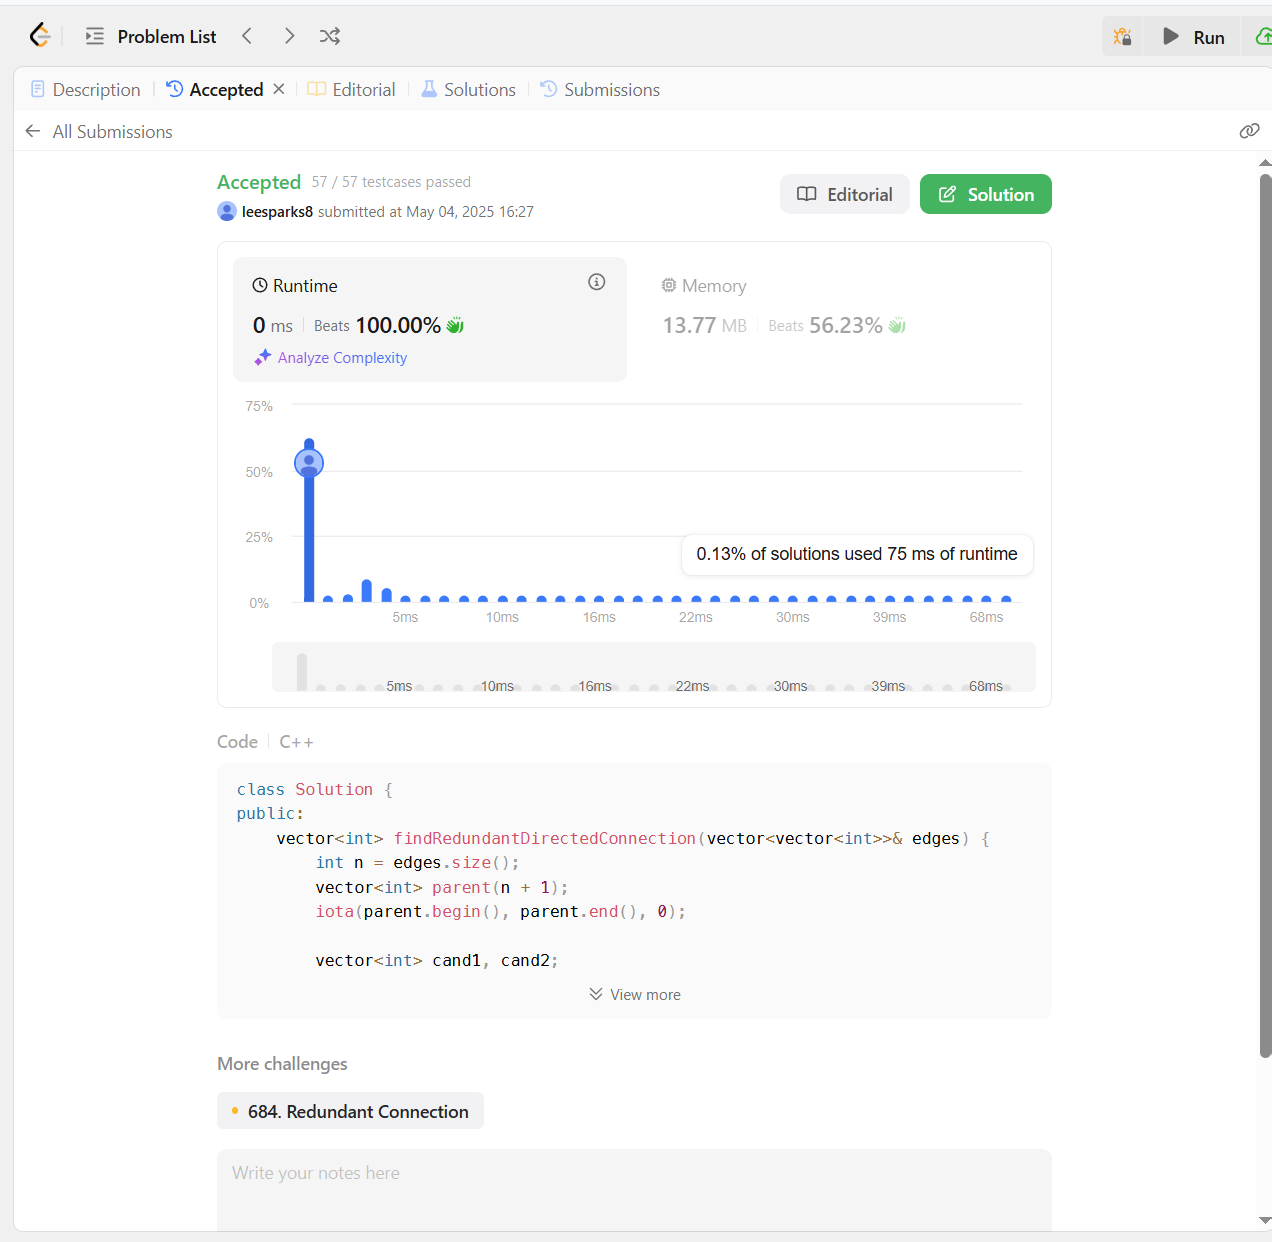 Problem List
Run
Description
Accepted
Editorial
Solutions
Submissions
All Submissions
Accepted 57 / 57 testcases passed
leesparks8 submitted at May 04, 2025 16:27
Editorial
Solution
Runtime
0 ms
Beats 100.00%
Analyze Complexity
Memory
13.77 MB
Beats 56.23%
75%
50%
25%
0%
0.13% of solutions used 75 ms of runtime
5ms 10ms 16ms 22ms 30ms 39ms 68ms
5ms 10ms 16ms 22ms 30ms 39ms 68ms
Code C++
class Solution {
public:
    vector<int> findRedundantDirectedConnection(vector<vector<int>>& edges) {
        int n = edges.size();
        vector<int> parent(n + 1);
        iota(parent.begin(), parent.end(), 0);
        vector<int> cand1, cand2;
View more
More challenges
684. Redundant Connection
Write your notes here